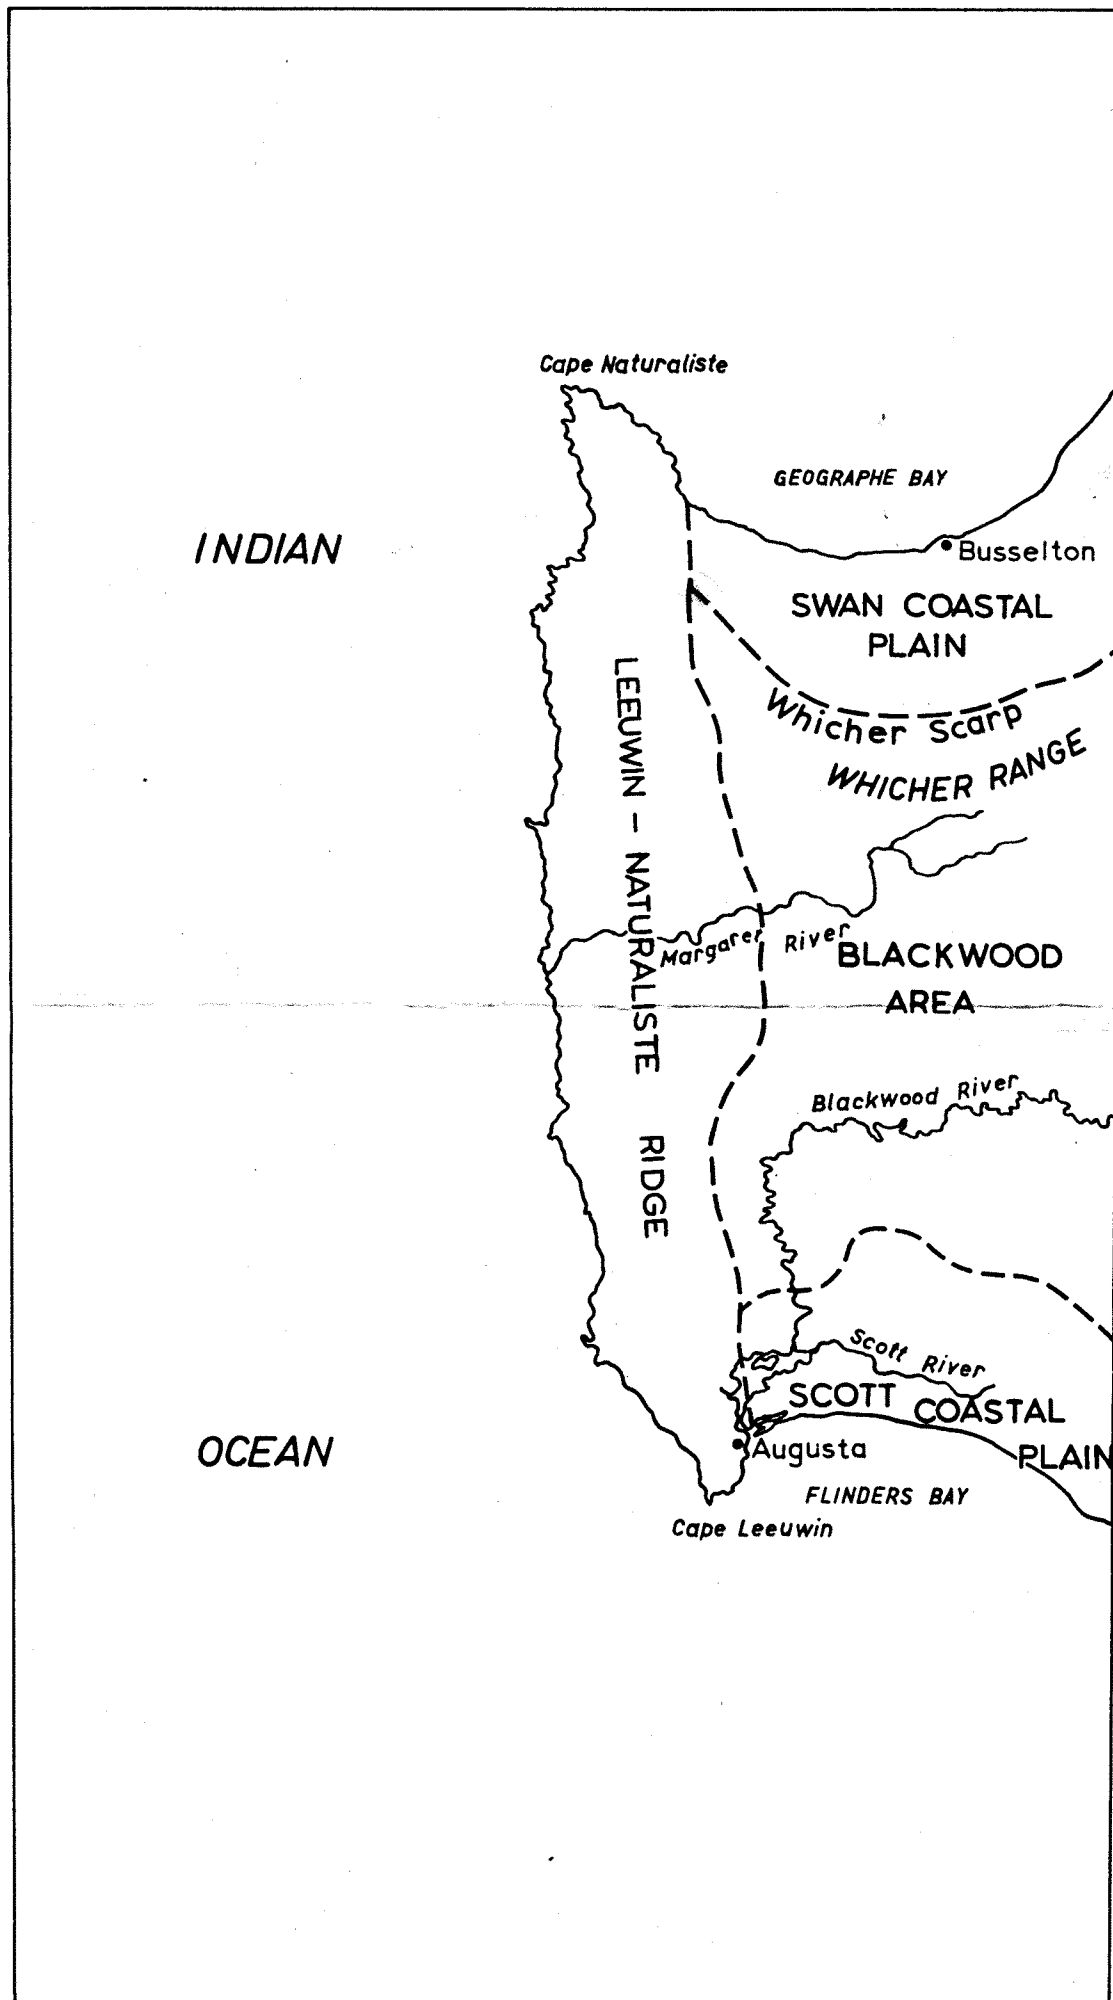 Cape Naturaliste
GEOGRAPHE BAY
INDIAN
Busselton
SWAN COASTAL
PLAIN
LEEUWIN - NATURALISTE RIDGE
Whicher Scarp
WHICHER RANGE
Margaret River
BLACKWOOD
AREA
Blackwood River
Scott River
SCOTT COASTAL
PLAIN
OCEAN
Augusta
FLINDERS BAY
Cape Leeuwin